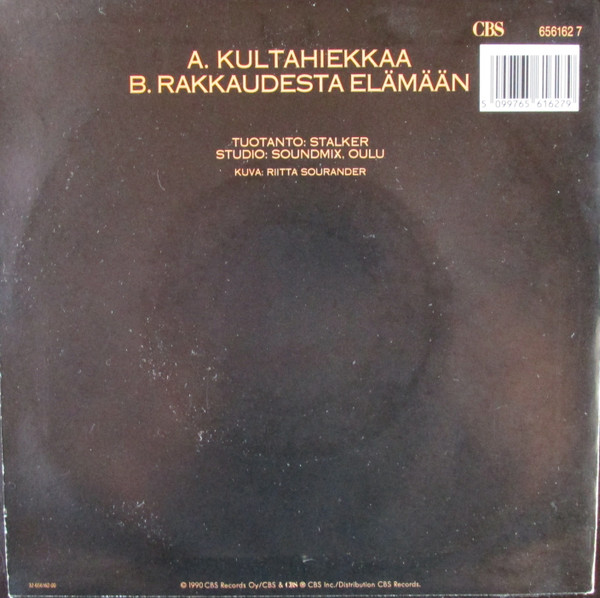 CBS 656162 7
A. KULTAHIEKKAA
B. RAKKAUDESTA ELÄMÄÄN
5 099765 616279
TUOTANTO: STALKER
STUDIO: SOUNDMIX, OULU
KUVA: RIITTA SOURANDER
© 1990 CBS Records Oy/CBS & CBS ® CBS Inc./Distribution CBS Records.